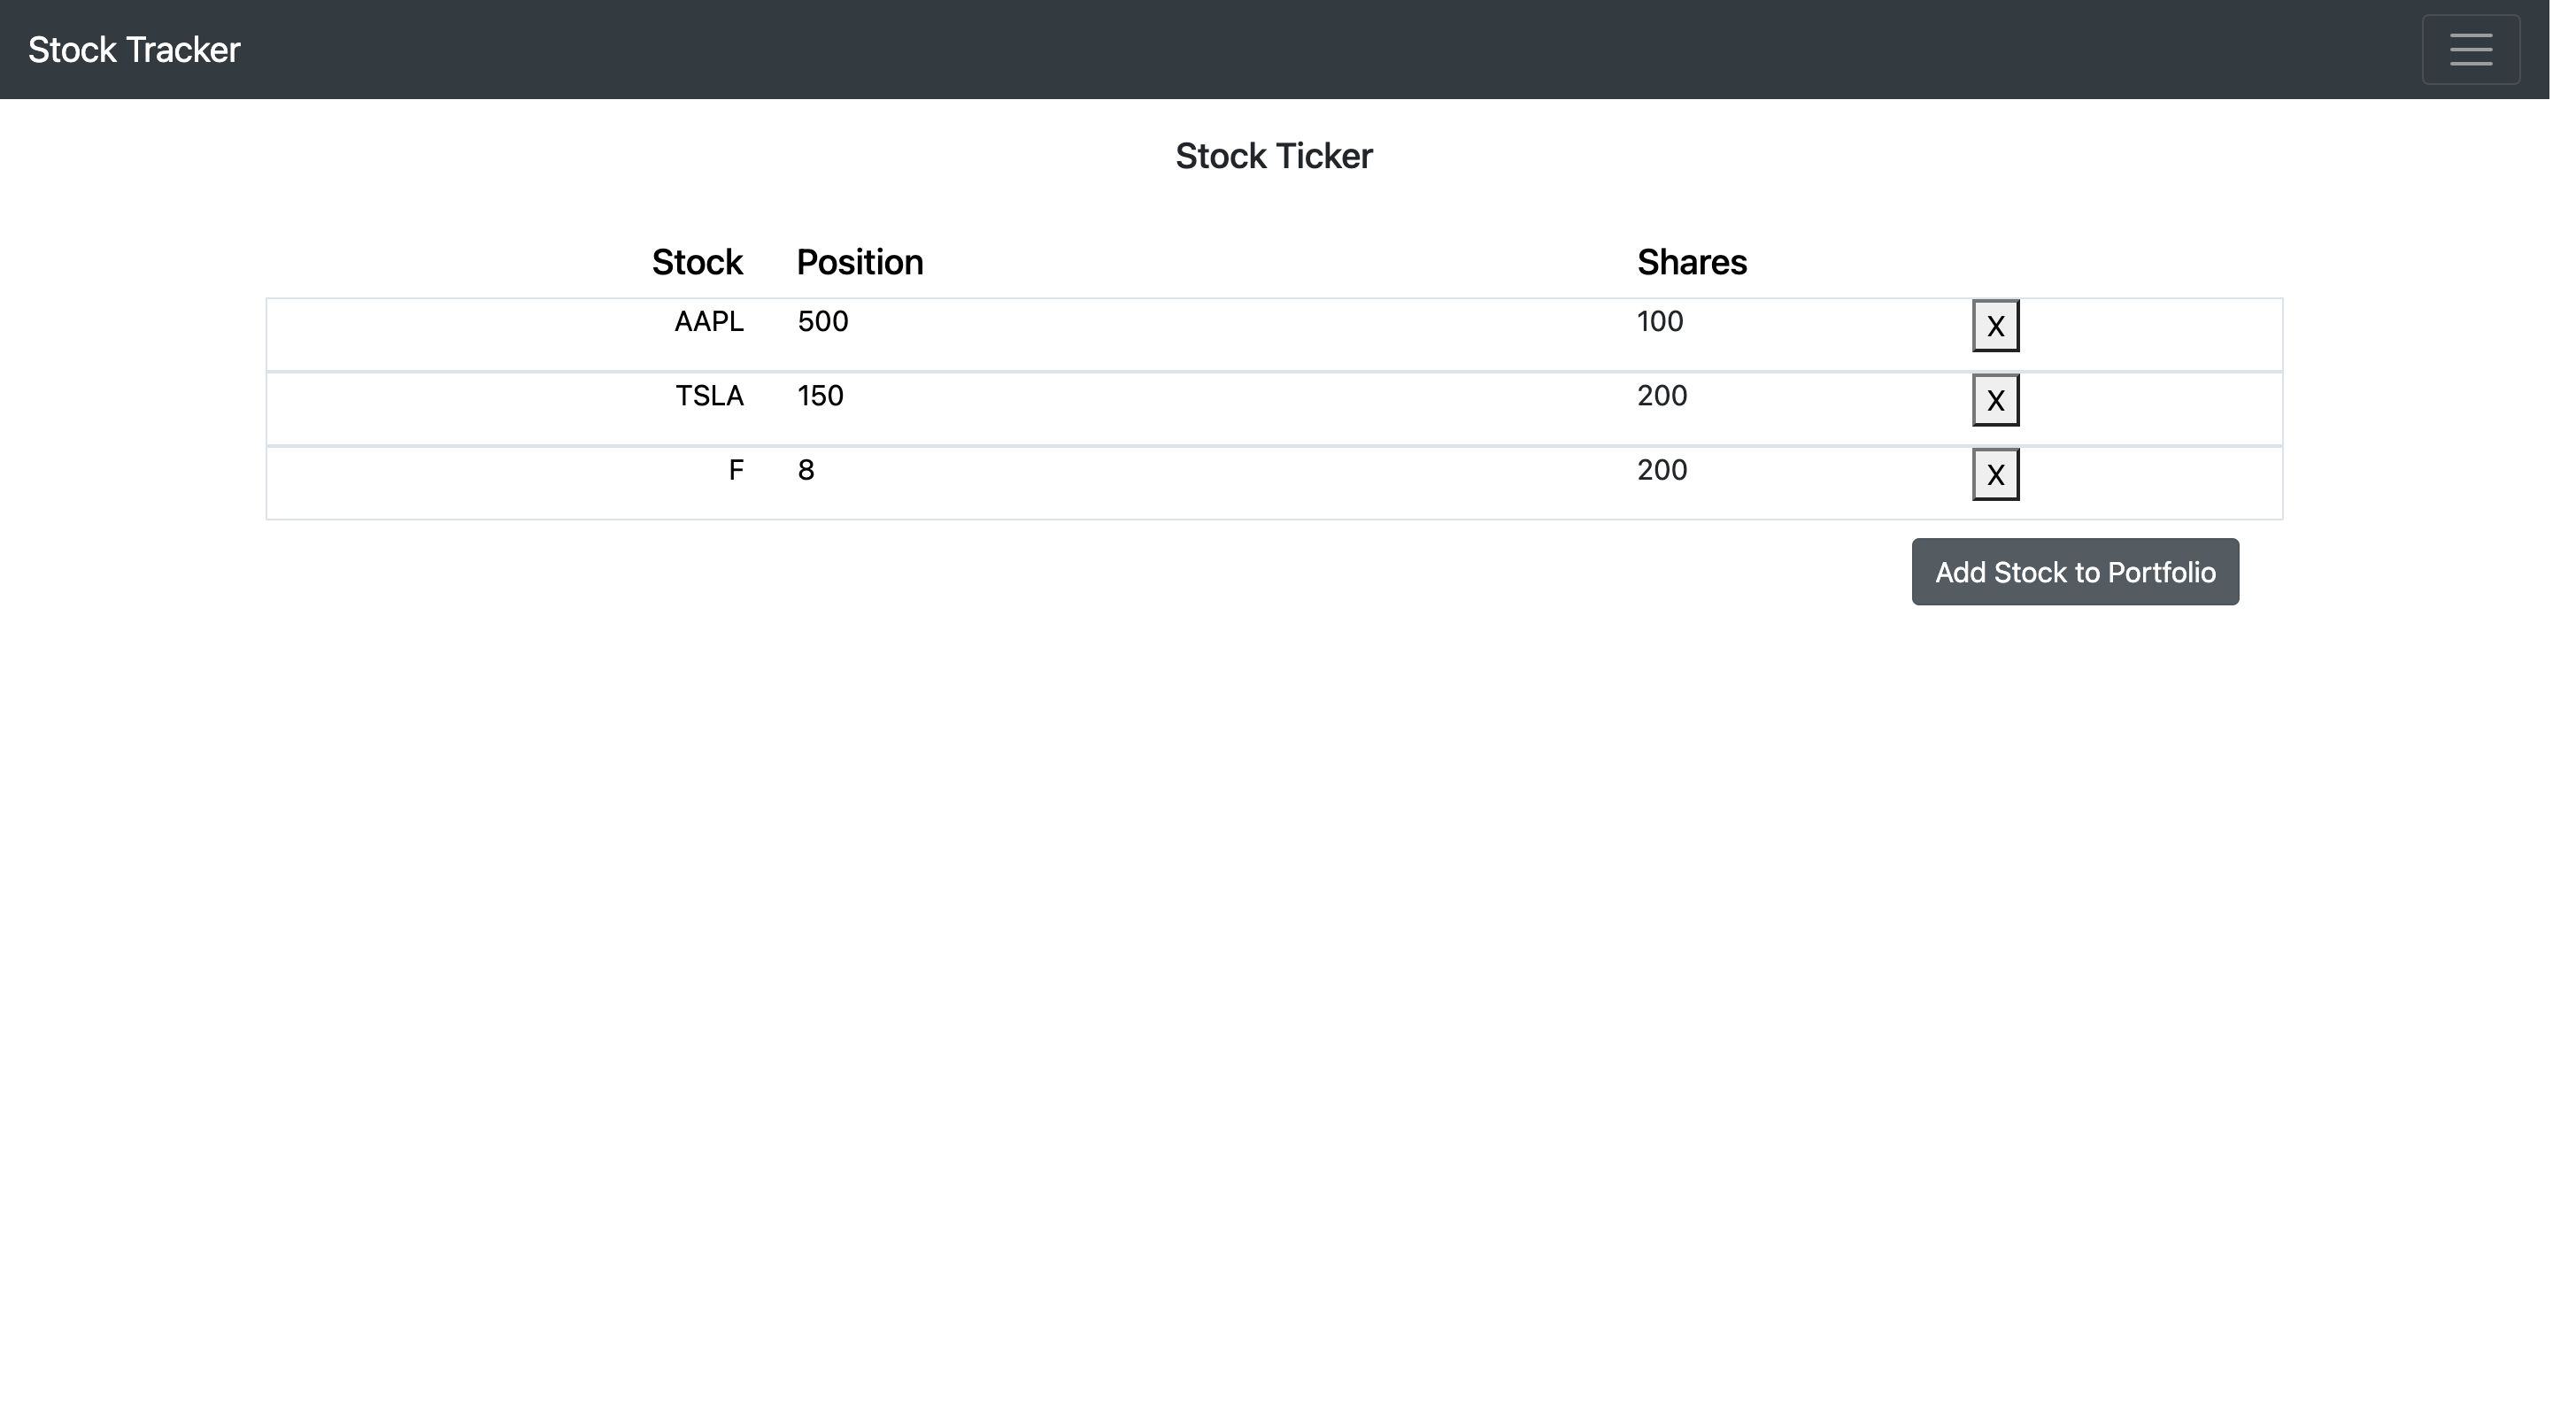 Stock Tracker
Stock Ticker
Stock Position Shares
AAPL 500 100 X
TSLA 150 200 X
F 8 200 X
Add Stock to Portfolio